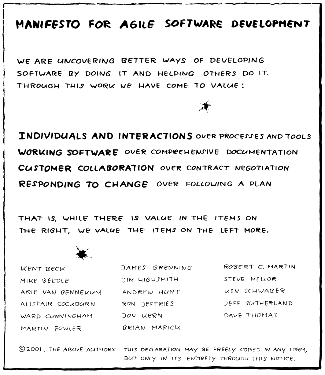 MANIFESTO FOR AGILE SOFTWARE DEVELOPMENT
WE ARE UNCOVERING BETTER WAYS OF DEVELOPING
SOFTWARE BY DOING IT AND HELPING OTHERS DO IT.
THROUGH THIS WORK WE HAVE COME TO VALUE:
INDIVIDUALS AND INTERACTIONS OVER PROCESSES AND TOOLS
WORKING SOFTWARE OVER COMPREHENSIVE DOCUMENTATION
CUSTOMER COLLABORATION OVER CONTRACT NEGOTIATION
RESPONDING TO CHANGE OVER FOLLOWING A PLAN
THAT IS, WHILE THERE IS VALUE IN THE ITEMS ON
THE RIGHT, WE VALUE THE ITEMS ON THE LEFT MORE.
KENT BECK
MIKE BEEDLE
ARIE VAN BENNEKUM
ALISTAIR COCKBURN
WARD CUNNINGHAM
MARTIN FOWLER
JAMES GRENNING
JIM HIGHSMITH
ANDREW HUNT
RON JEFFRIES
JON KERN
BRIAN MARICK
ROBERT C. MARTIN
STEVE MELLOR
KEN SCHWABER
JEFF SUTHERLAND
DAVE THOMAS
©2001, THE ABOVE AUTHORS THIS DECLARATION MAY BE FREELY COPIED IN ANY FORM,
BUT ONLY IN ITS ENTIRETY THROUGH THIS NOTICE.